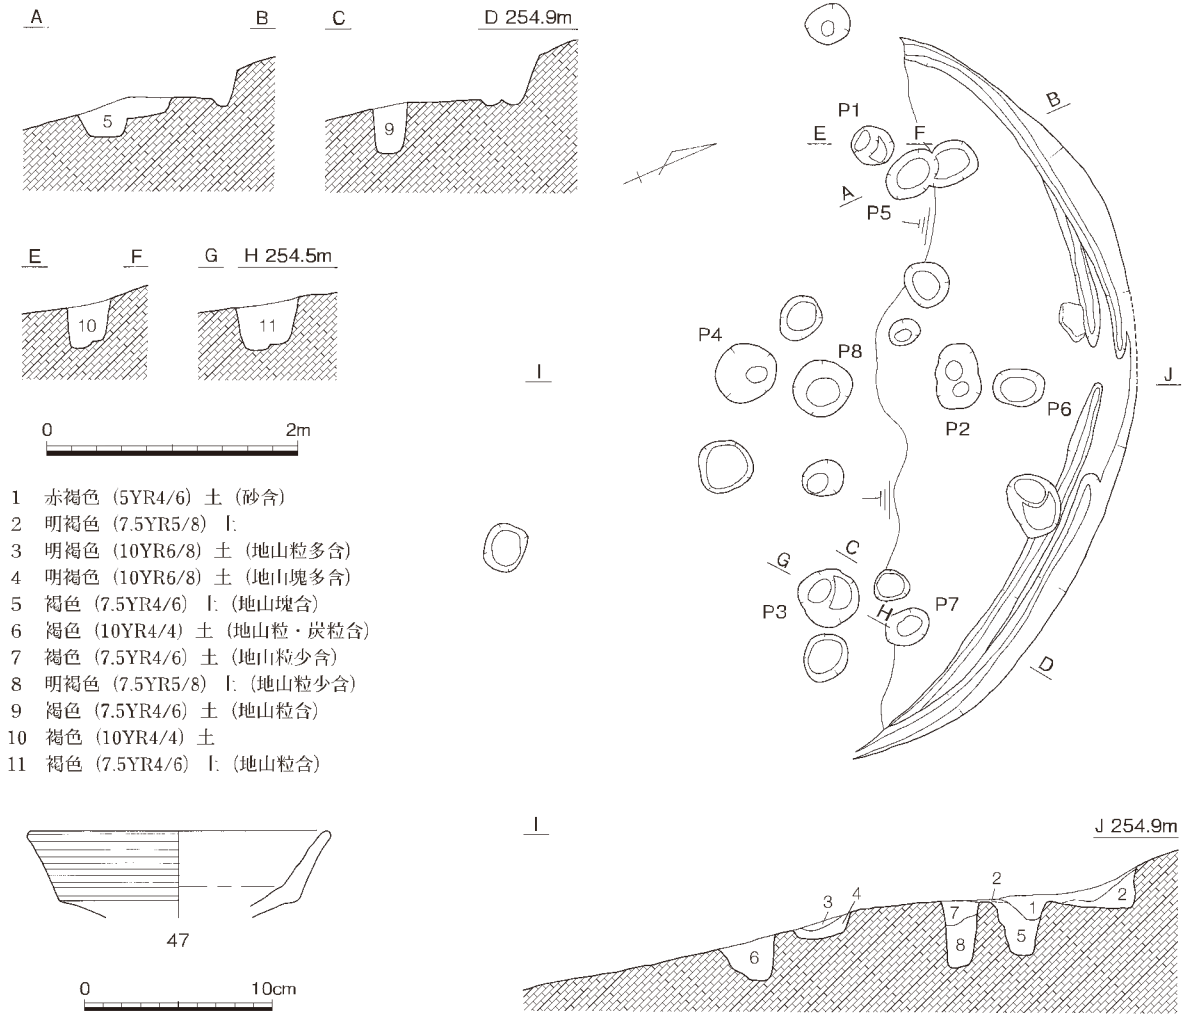 A B C D 254.9m
5
9
E F G H 254.5m
10
11
0 2m
1 赤褐色（5YR4/6）土（砂含）
2 明褐色（7.5YR5/8）土
3 明褐色（10YR6/8）土（地山粒多含）
4 明褐色（10YR6/8）土（地山塊多含）
5 褐色（7.5YR4/6）土（地山塊含）
6 褐色（10YR4/4）土（地山粒・炭粒含）
7 褐色（7.5YR4/6）土（地山粒少含）
8 明褐色（7.5YR5/8）土（地山粒少含）
9 褐色（7.5YR4/6）土（地山粒含）
10 褐色（10YR4/4）土
11 褐色（7.5YR4/6）土（地山粒含）
47
0 10cm
B
P1
E F
A
P5
P4
P8
I
J
P6
P2
C
G
P3
H
P7
D
I J 254.9m
2
3 4
7 1 2
8 5
6